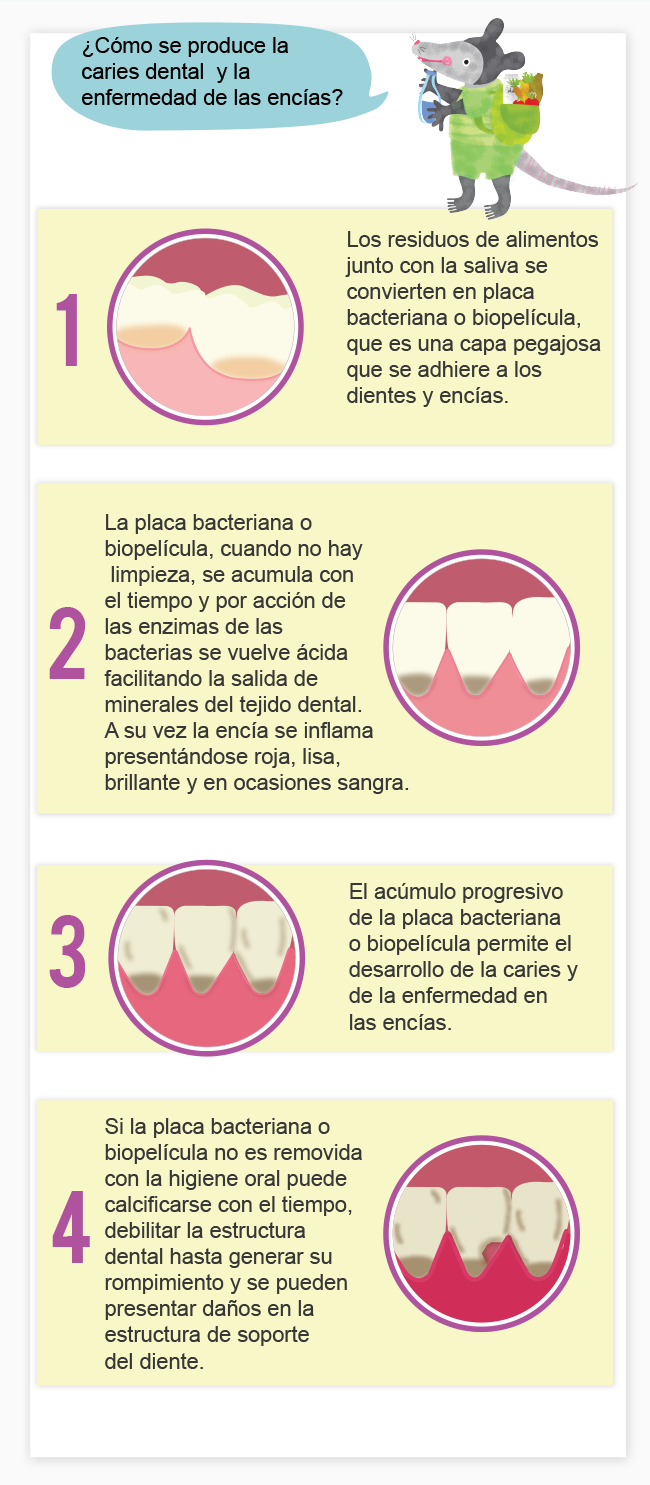 ¿Cómo se produce la
caries dental  y la
enfermedad de las encías?
1
Los residuos de alimentos
junto con la saliva se
convierten en placa
bacteriana o biopelícula,
que es una capa pegajosa
que se adhiere a los
dientes y encías.
2
La placa bacteriana o
biopelícula, cuando no hay
limpieza, se acumula con
el tiempo y por acción de
las enzimas de las
bacterias se vuelve ácida
facilitando la salida de
minerales del tejido dental.
A su vez la encía se inflama
presentándose roja, lisa,
brillante y en ocasiones sangra.
3
El acúmulo progresivo
de la placa bacteriana
o biopelícula permite el
desarrollo de la caries y
de la enfermedad en
las encías.
4
Si la placa bacteriana o
biopelícula no es removida
con la higiene oral puede
calcificarse con el tiempo,
debilitar la estructura
dental hasta generar su
rompimiento y se pueden
presentar daños en la
estructura de soporte
del diente.